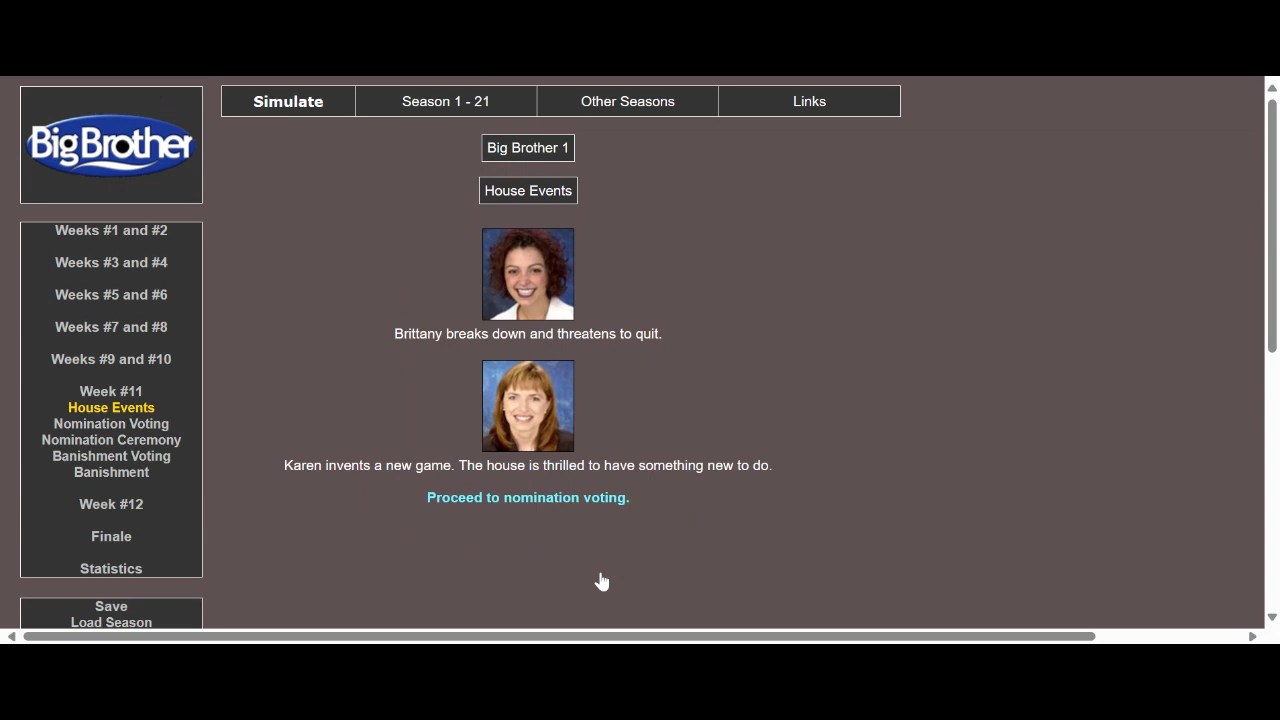 Simulate
Season 1 - 21
Other Seasons
Links
BigBrother
Big Brother 1
House Events
Weeks #1 and #2
Weeks #3 and #4
Weeks #5 and #6
Weeks #7 and #8
Weeks #9 and #10
Week #11
House Events
Nomination Voting
Nomination Ceremony
Banishment Voting
Banishment
Week #12
Finale
Statistics
Save
Load Season
Brittany breaks down and threatens to quit.
Karen invents a new game. The house is thrilled to have something new to do.
Proceed to nomination voting.